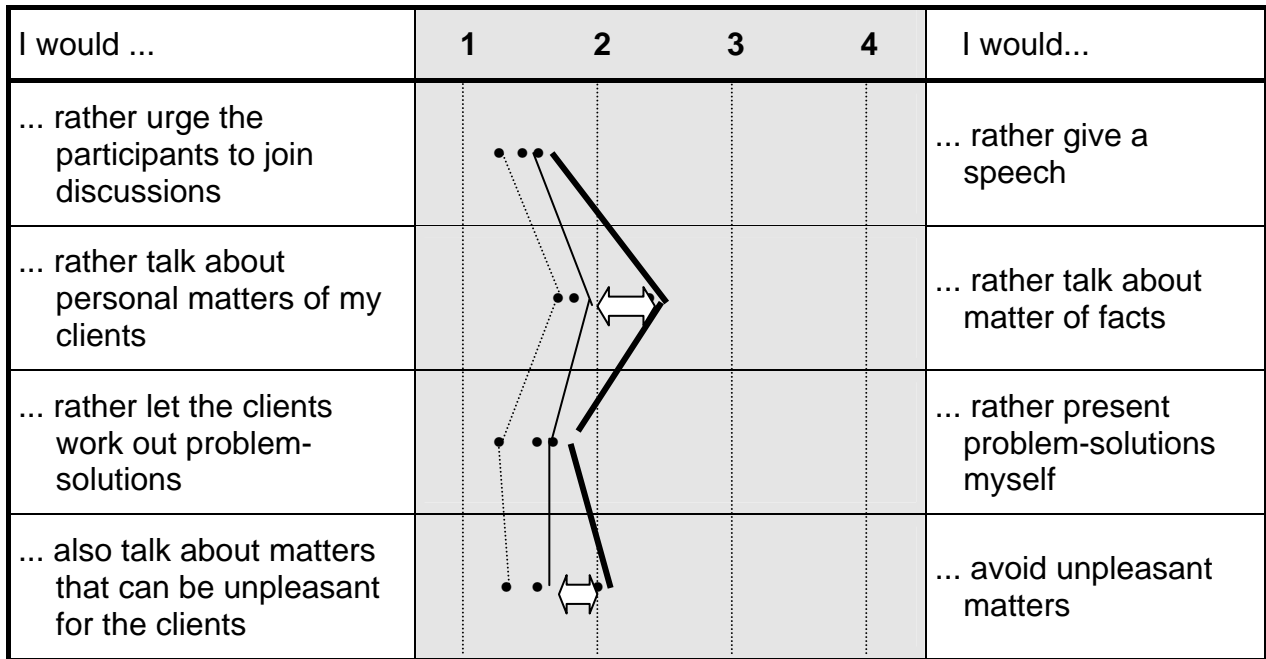 I would ... 1 2 3 4 I would...
... rather urge the
participants to join
discussions
... rather give a
speech
... rather talk about
personal matters of my
clients
... rather talk about
matter of facts
... rather let the clients
work out problem-
solutions
... rather present
problem-solutions
myself
... also talk about matters
that can be unpleasant
for the clients
... avoid unpleasant
matters